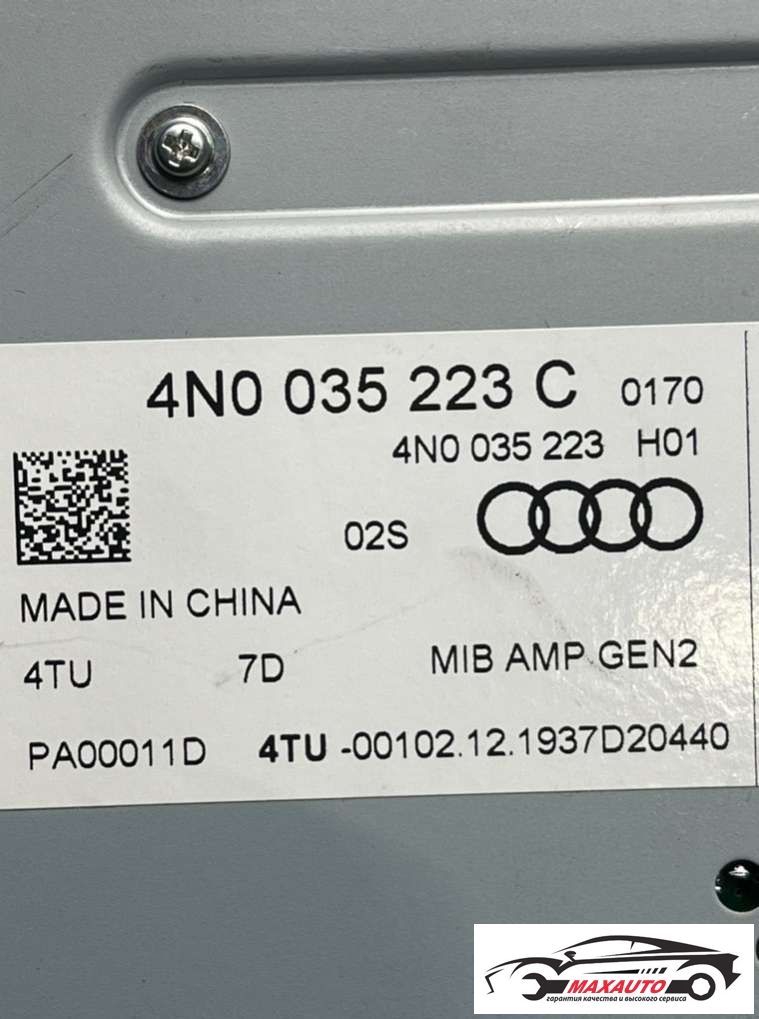 4N0 035 223 C 0170
4N0 035 223 H01
02S
MADE IN CHINA
4TU 7D MIB AMP GEN2
PA00011D 4TU -00102.12.1937D20440
MAXAUTO
гарантия качества и высокого сервиса